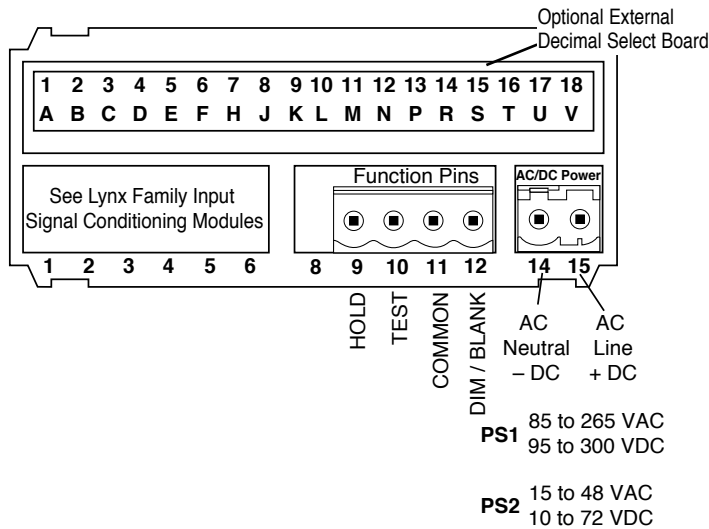 Optional External
Decimal Select Board
1 2 3 4 5 6 7 8 9 10 11 12 13 14 15 16 17 18
A B C D E F H J K L M N P R S T U V
Function Pins
AC/DC Power
See Lynx Family Input
Signal Conditioning Modules
1 2 3 4 5 6 8 9 10 11 12 14 15
HOLD
TEST
COMMON
DIM / BLANK
AC
Neutral
– DC
AC
Line
+ DC
PS1 85 to 265 VAC
95 to 300 VDC
PS2 15 to 48 VAC
10 to 72 VDC